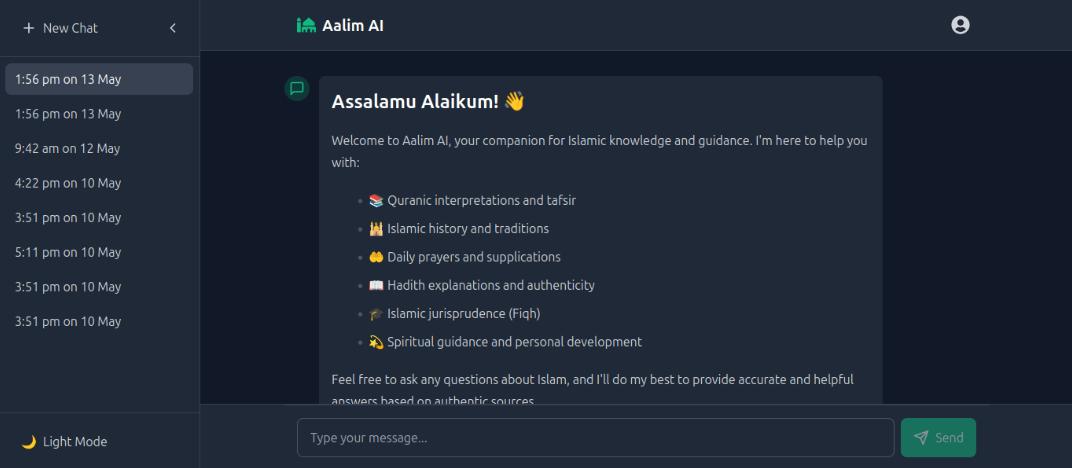 New Chat
1:56 pm on 13 May
1:56 pm on 13 May
9:42 am on 12 May
4:22 pm on 10 May
3:51 pm on 10 May
5:11 pm on 10 May
3:51 pm on 10 May
3:51 pm on 10 May
Light Mode
Aalim AI
Assalamu Alaikum! 👋
Welcome to Aalim AI, your companion for Islamic knowledge and guidance. I'm here to help you
with:
• 📚 Quranic interpretations and tafsir
• 🕌 Islamic history and traditions
• 🤲 Daily prayers and supplications
• 📖 Hadith explanations and authenticity
• 🎓 Islamic jurisprudence (Fiqh)
• 💫 Spiritual guidance and personal development
Feel free to ask any questions about Islam, and I'll do my best to provide accurate and helpful
answers based on authentic sources
Type your message...
Send